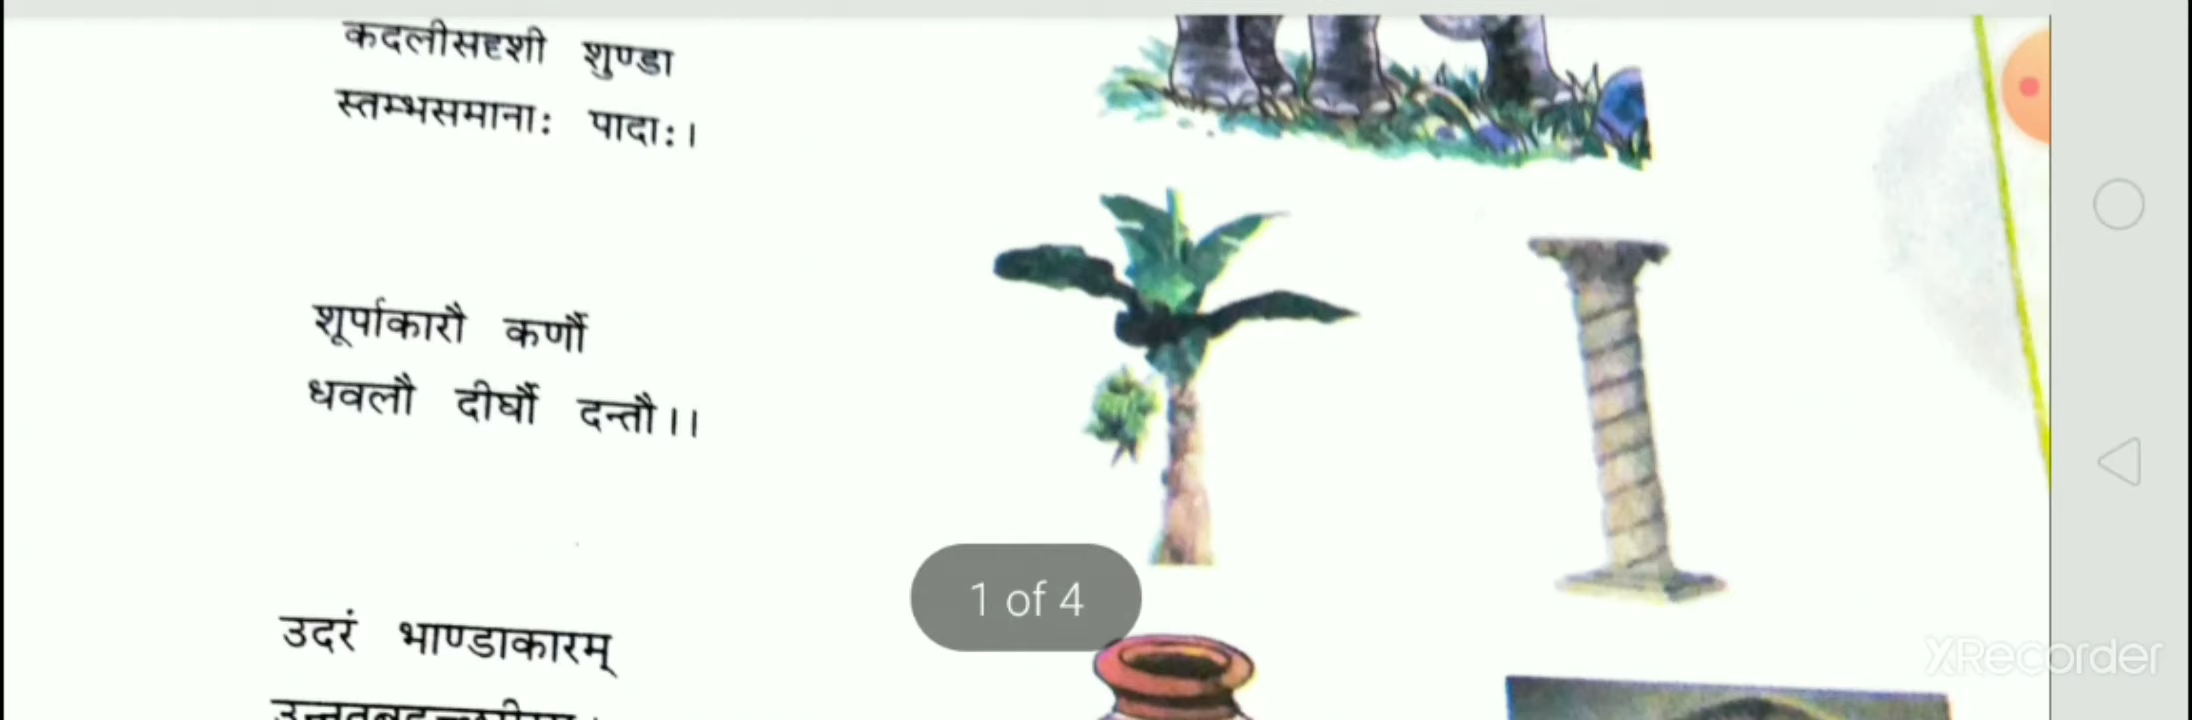 कदलीसदृशी शुण्डा
स्तम्भसमानाः पादाः।
शूर्पाकारौ कर्णौ
धवलौ दीर्घौ दन्तौ।।
1 of 4
उदरं भाण्डाकारम्
XRecorder